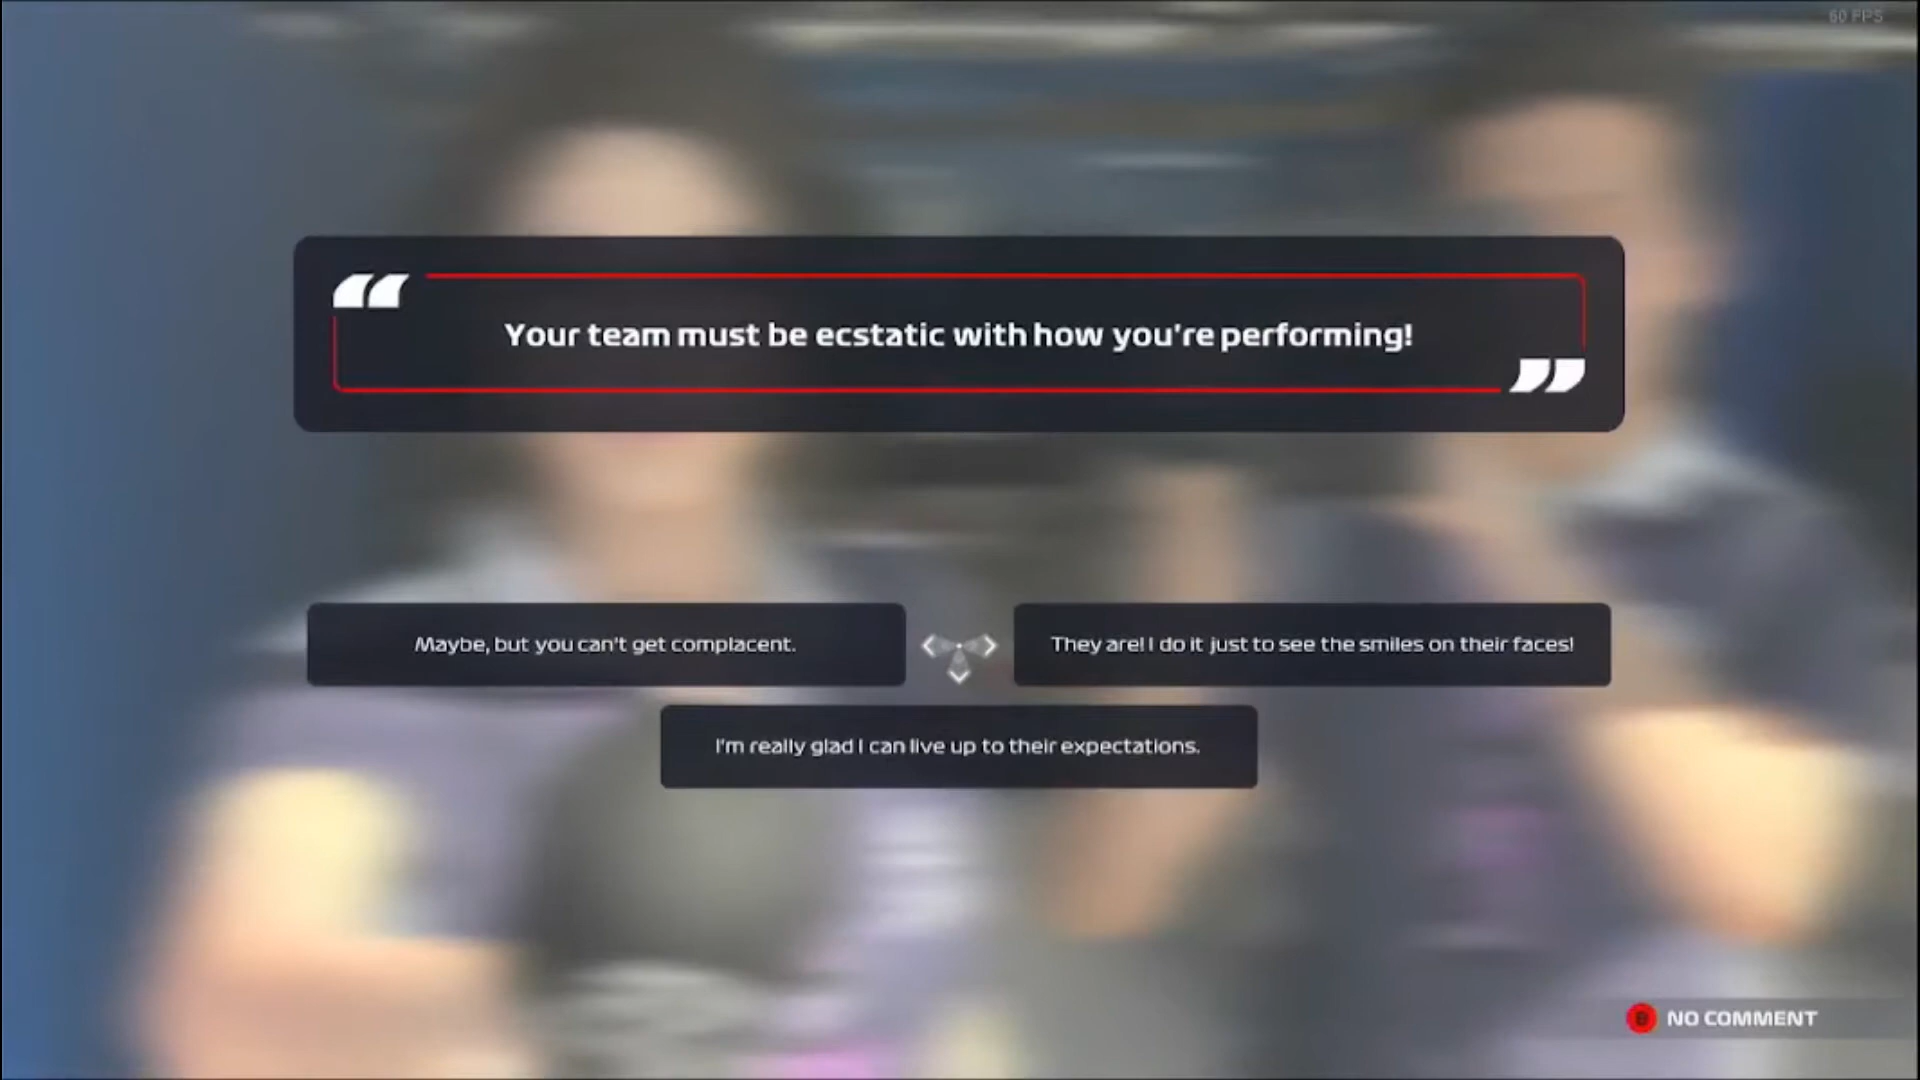 60 FPS
Your team must be ecstatic with how you're performing!
Maybe, but you can't get complacent.
They are! I do it just to see the smiles on their faces!
I'm really glad I can live up to their expectations.
B NO COMMENT